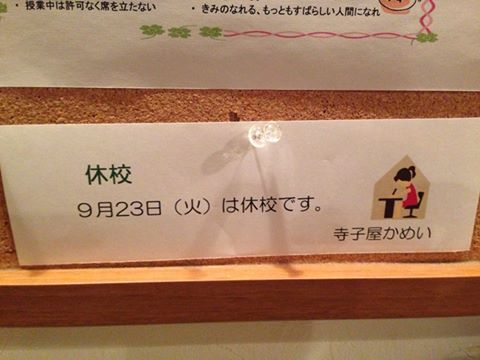 ・ 授業中は許可なく席を立たない
・ きみのなれる、もっともすばらしい人間になれ
休校
9月23日（火）は休校です。
寺子屋かめい